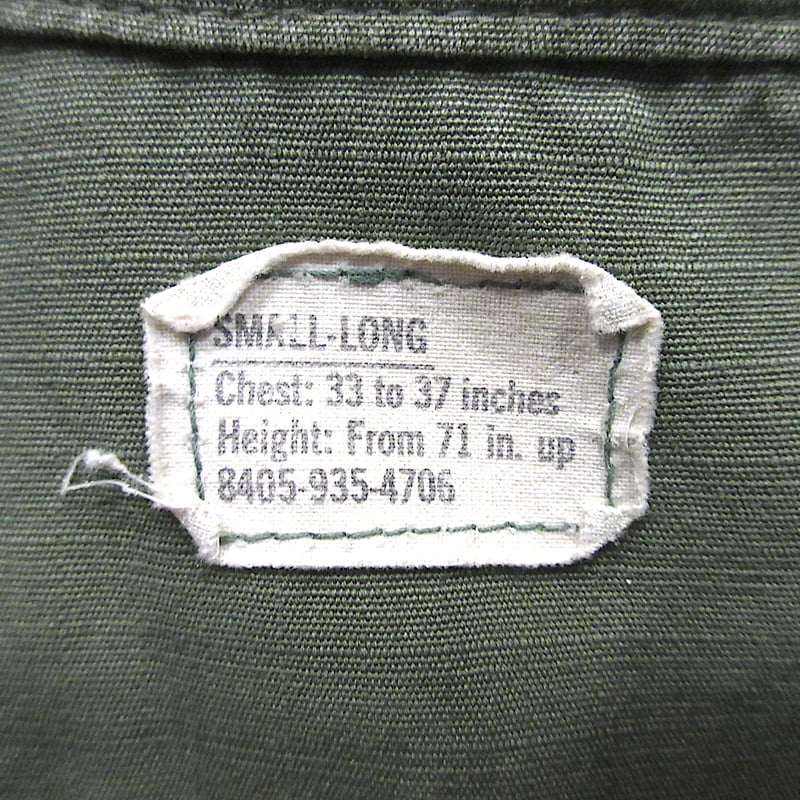 SMALL-LONG
Chest: 33 to 37 inches
Height: From 71 in. up
8405-935-4706